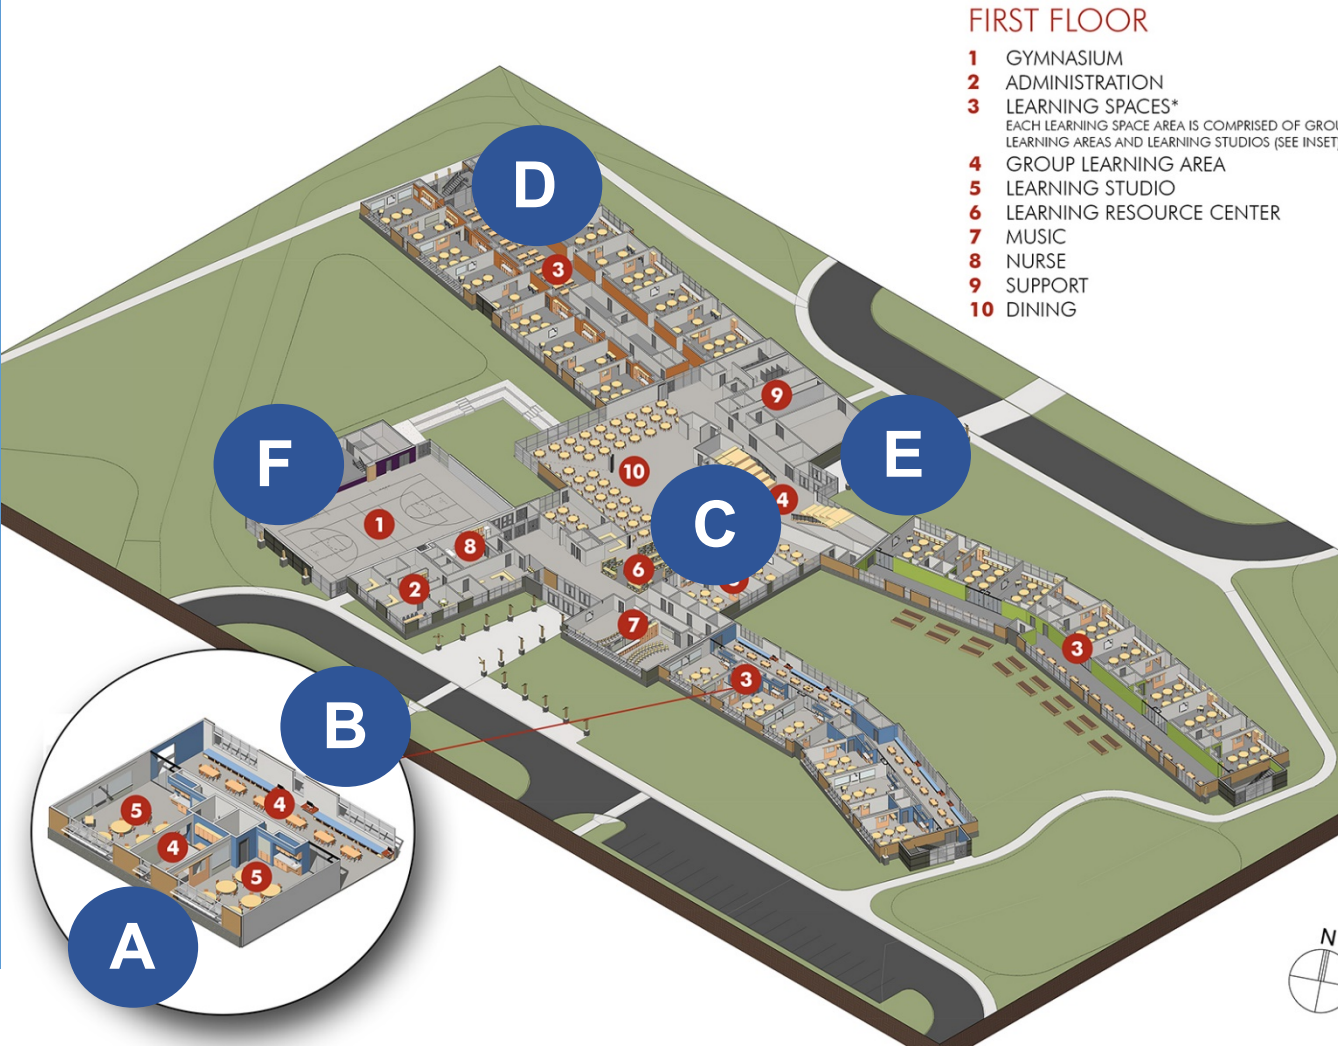 FIRST FLOOR
1 GYMNASIUM
2 ADMINISTRATION
3 LEARNING SPACES*
EACH LEARNING SPACE AREA IS COMPRISED OF
LEARNING AREAS AND LEARNING STUDIOS (SEE INSET)
4 GROUP LEARNING AREA
5 LEARNING STUDIO
6 LEARNING RESOURCE CENTER
7 MUSIC
8 NURSE
9 SUPPORT
10 DINING
D
3
9
F
E
10
4
C
1
8
6
2
7
3
3
B
5
4
4
5
A
N